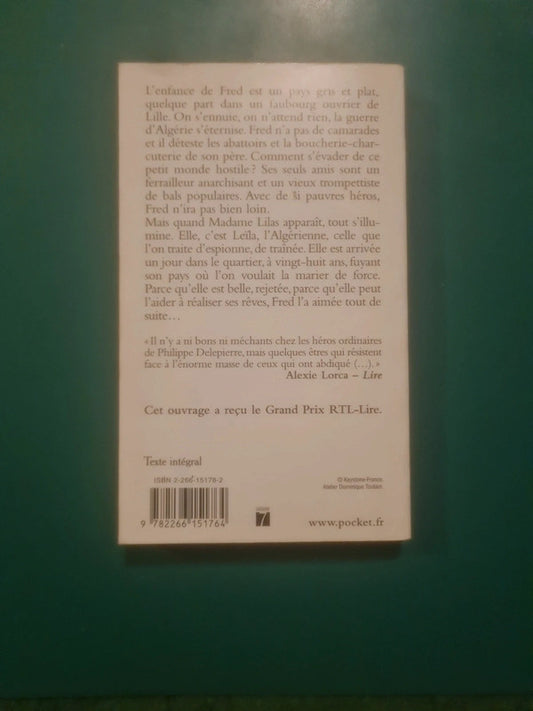 L'enfance de Fred est un pays gris et plat,
quelque part dans un faubourg ouvrier de
Lille. On s'ennuie, on n'attend rien, la guerre
d'Algérie s'éternise. Fred n'a pas de camarades
et il déteste les abattoirs et la boucherie-char-
cuterie de son père. Comment s'évader de ce
petit monde hostile ? Ses seuls amis sont un
ferrailleur anarchisant et un vieux trompettiste
de bals populaires. Avec de si pauvres héros,
Fred n'ira pas bien loin.
Mais quand Madame Lilas apparaît, tout s'illu-
mine. Elle, c'est Leïla, l'Algérienne, celle que
l'on traite d'espionne, de traînée. Elle est arrivée
un jour dans le quartier, à vingt-huit ans, fuyant
son pays où l'on voulait la marier de force.
Parce qu'elle est belle, rejetée, parce qu'elle peut
l'aider à réaliser ses rêves, Fred l'a aimée tout de
suite…
« Il n'y a ni bons ni méchants chez les héros ordinaires
de Philippe Delepierre, mais quelques êtres qui résistent
face à l'énorme masse de ceux qui ont abdiqué (…). »
Alexie Lorca – Lire
Cet ouvrage a reçu le Grand Prix RTL-Lire.
Texte intégral
ISBN 2-266-15176-2
© Keystone-France
Atelier Dominique Toutain
9 782266 151764
7
www.pocket.fr